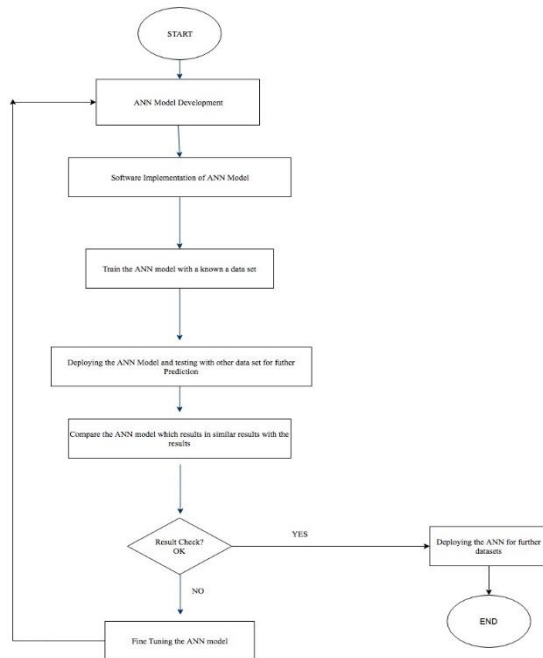 START
ANN Model Development
Software Implementation of ANN Model
Train the ANN model with a known a data set
Deploying the ANN Model and testing with other data set for futher
Prediction
Compare the ANN model which results in similar results with the
results
Result Check?
OK
YES
Deploying the ANN for further
datasets
NO
END
Fine Tuning the ANN model